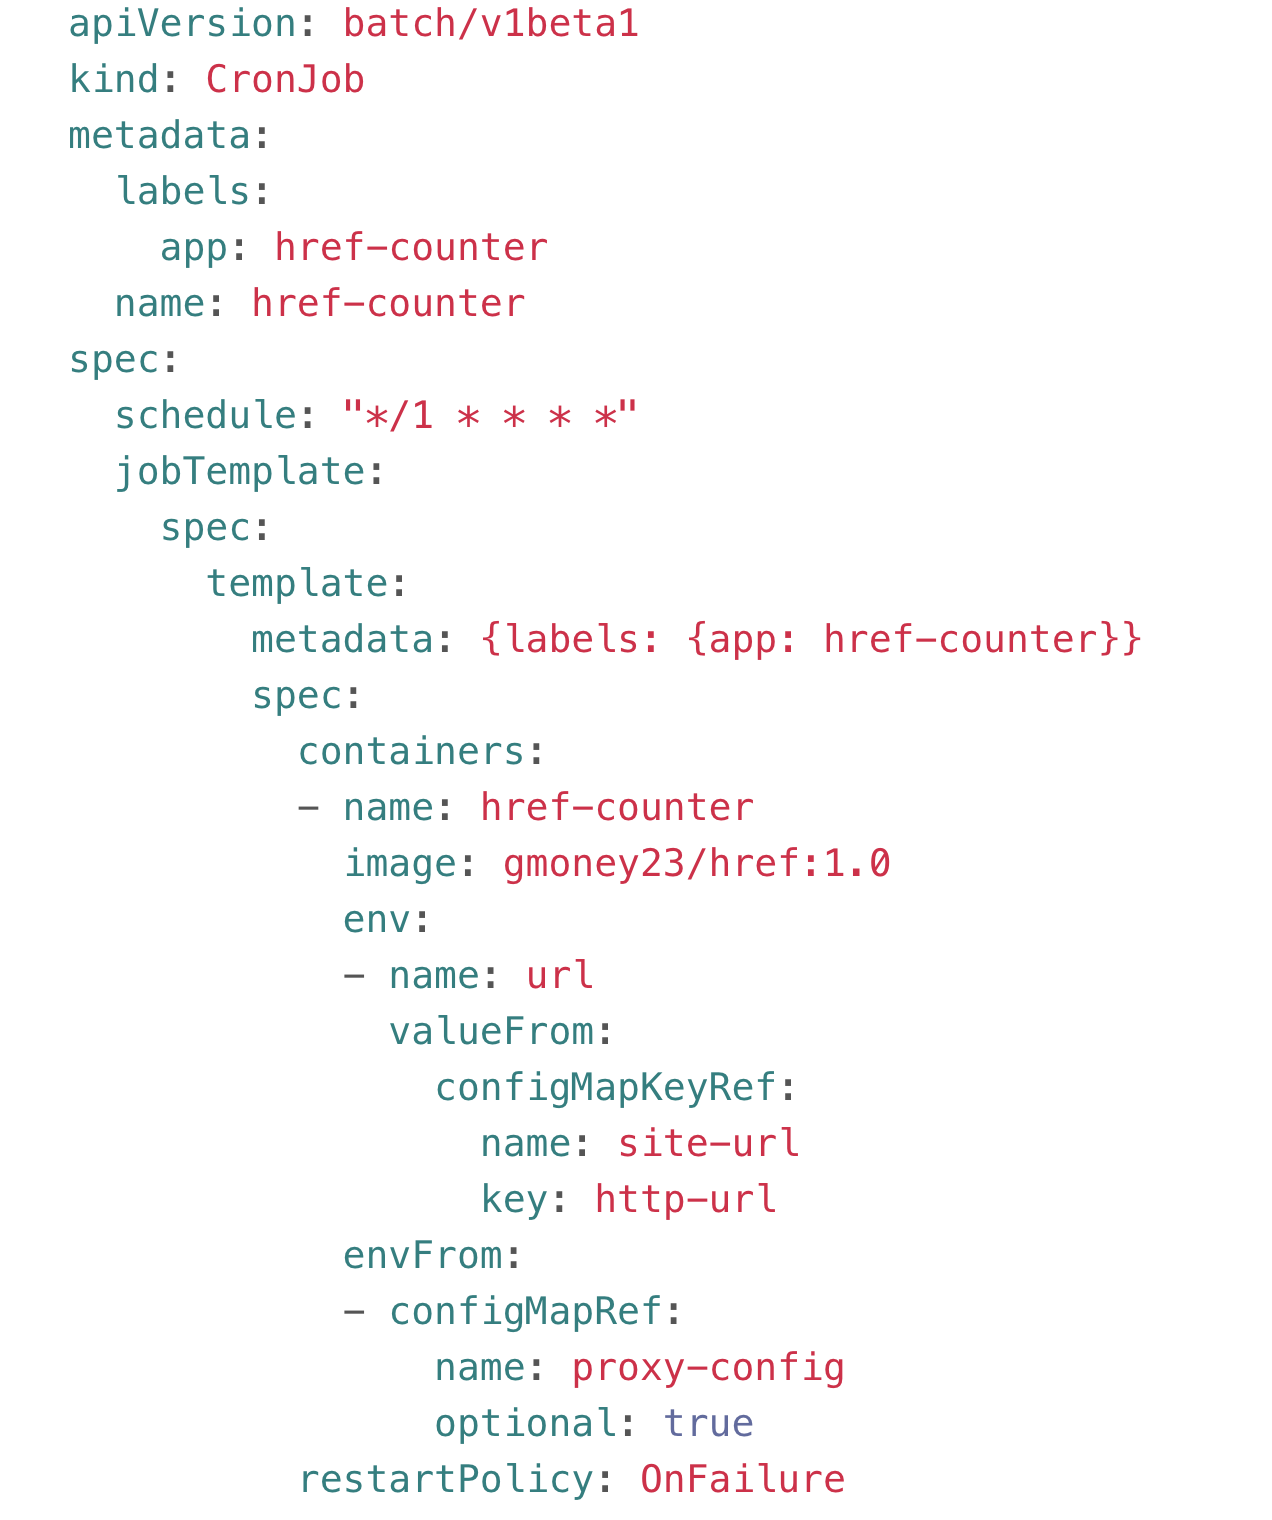 apiVersion: batch/v1beta1
kind: CronJob
metadata:
  labels:
    app: href-counter
  name: href-counter
spec:
  schedule: "*/1 * * * *"
  jobTemplate:
    spec:
      template:
        metadata: {labels: {app: href-counter}}
        spec:
          containers:
          - name: href-counter
            image: gmoney23/href:1.0
            env:
            - name: url
              valueFrom:
                configMapKeyRef:
                  name: site-url
                  key: http-url
            envFrom:
            - configMapRef:
                name: proxy-config
                optional: true
          restartPolicy: OnFailure